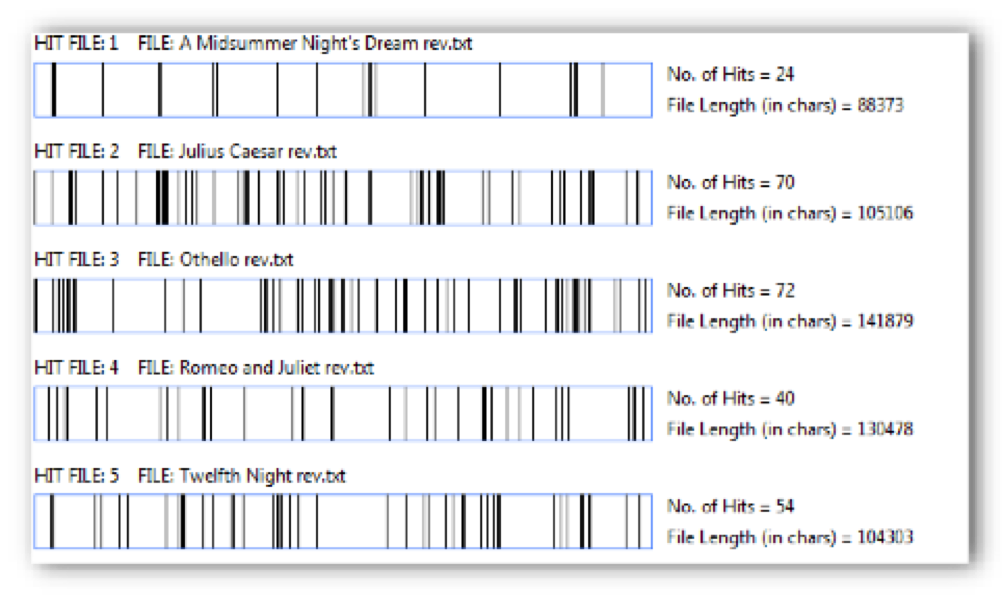 HIT FILE: 1 FILE: A Midsummer Night's Dream rev.txt
No. of Hits = 24
File Length (in chars) = 88373
HIT FILE: 2 FILE: Julius Caesar rev.txt
No. of Hits = 70
File Length (in chars) = 105106
HIT FILE: 3 FILE: Othello rev.txt
No. of Hits = 72
File Length (in chars) = 141879
HIT FILE: 4 FILE: Romeo and Juliet rev.txt
No. of Hits = 40
File Length (in chars) = 130478
HIT FILE: 5 FILE: Twelfth Night rev.txt
No. of Hits = 54
File Length (in chars) = 104303